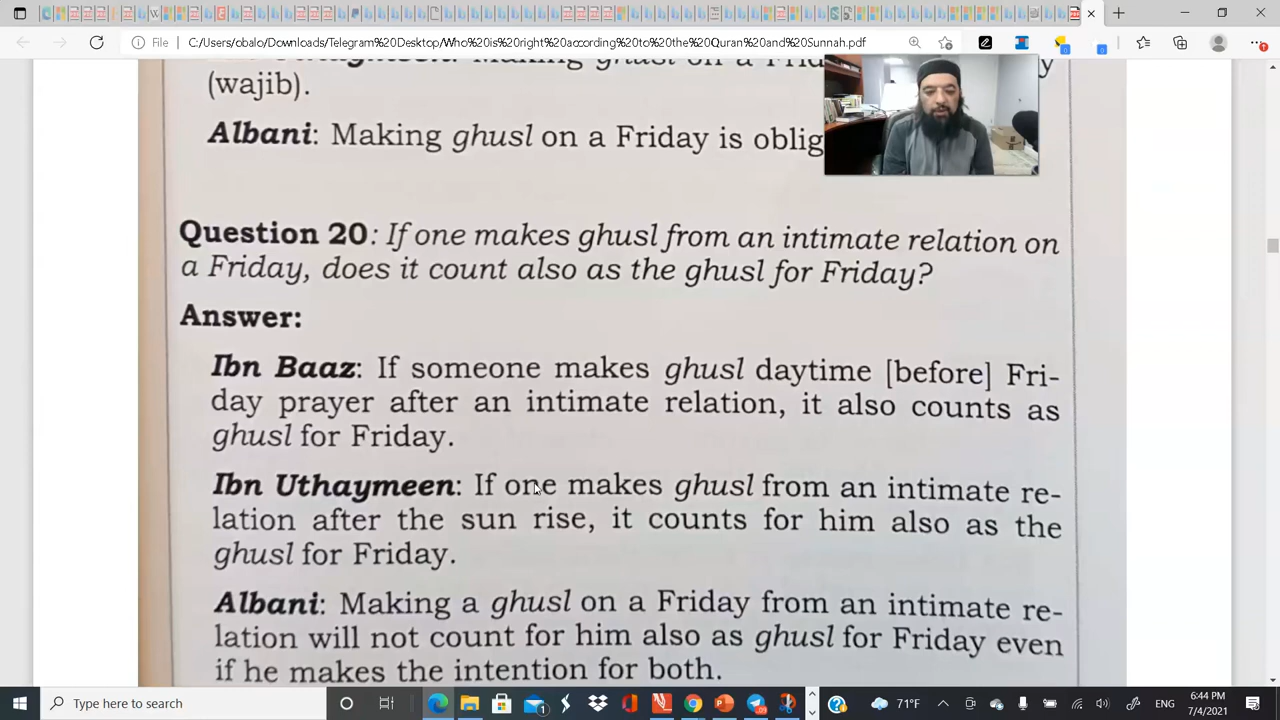 File
C:/Users/obalo/Downloads/Telegram%20Desktop/Who%20is%20right%20according%20to%20the%20Quran%20and%20Sunnah.pdf
(wajib).
Albani: Making ghusl on a Friday is oblig
Question 20: If one makes ghusl from an intimate relation on
a Friday, does it count also as the ghusl for Friday?
Answer:
Ibn Baaz: If someone makes ghusl daytime [before] Fri-
day prayer after an intimate relation, it also counts as
ghusl for Friday.
Ibn Uthaymeen: If one makes ghusl from an intimate re-
lation after the sun rise, it counts for him also as the
ghusl for Friday.
Albani: Making a ghusl on a Friday from an intimate re-
lation will not count for him also as ghusl for Friday even
if he makes the intention for both.
Type here to search
71°F
ENG
6:44 PM
7/4/2021